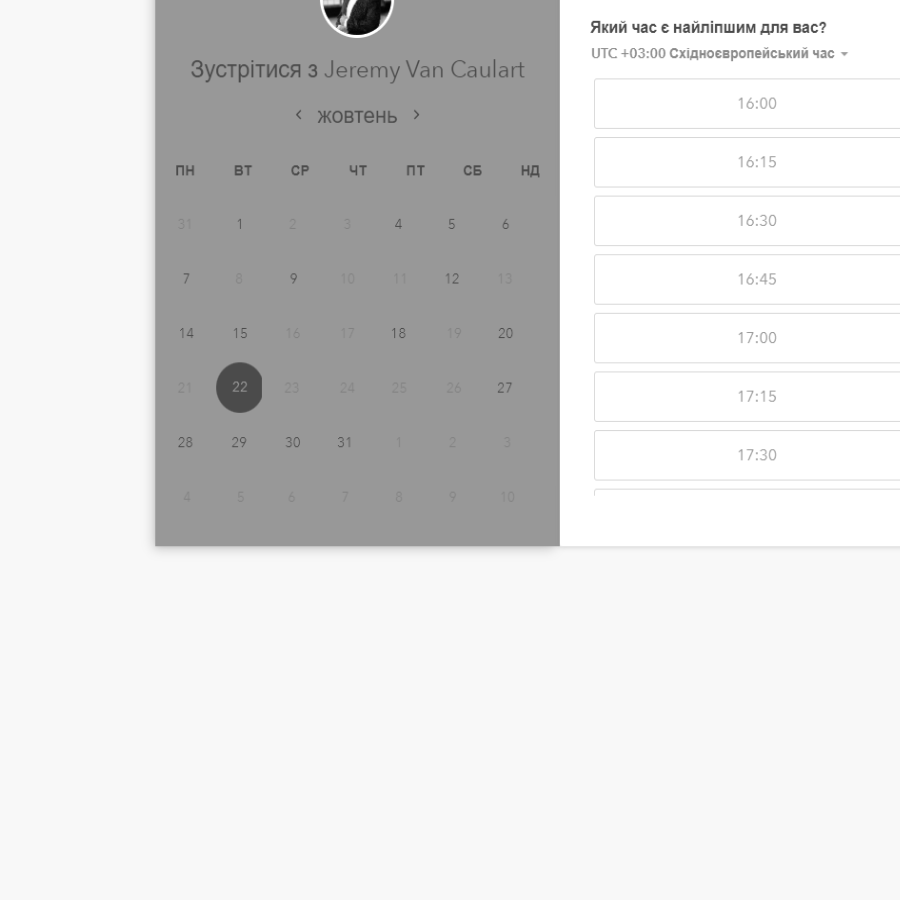 Зустрітися з Jeremy Van Caulart
жовтень
ПН ВТ СР ЧТ ПТ СБ НД
31 1 2 3 4 5 6
7 8 9 10 11 12 13
14 15 16 17 18 19 20
21 22 23 24 25 26 27
28 29 30 31 1 2 3
4 5 6 7 8 9 10
Який час є найліпшим для вас?
UTC +03:00 Східноєвропейський час
16:00
16:15
16:30
16:45
17:00
17:15
17:30